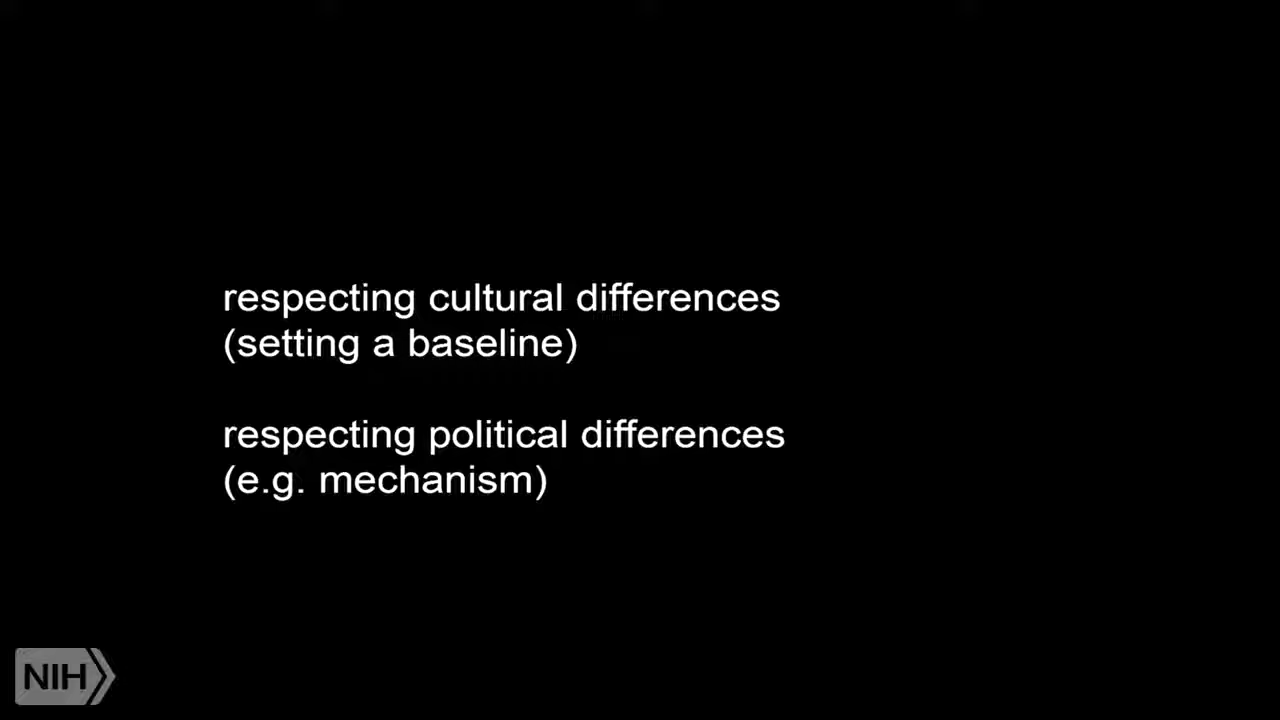 respecting cultural differences
(setting a baseline)
respecting political differences
(e.g. mechanism)
NIH